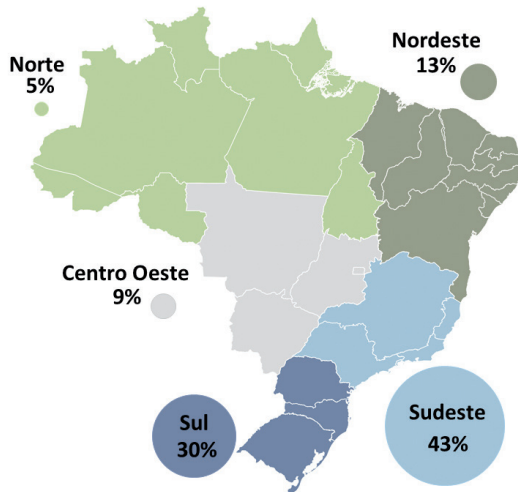 Norte
5%
Nordeste
13%
Centro Oeste
9%
Sul
30%
Sudeste
43%